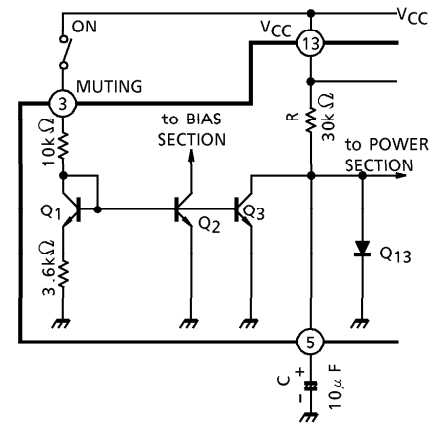 VCC
ON
VCC
13
MUTING
3
R
30kΩ
10kΩ
to BIAS
SECTION
to POWER
SECTION
Q1
Q2
Q3
Q13
3.6kΩ
5
C
+
-
10μF